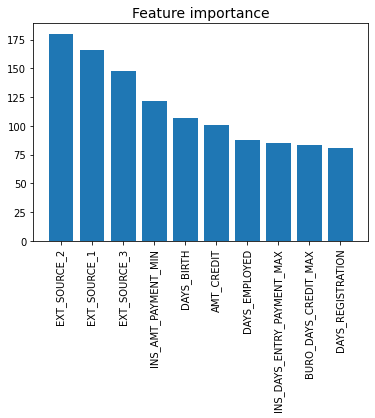 Feature importance
175
150
125
100
75
50
25
0
EXT_SOURCE_2
EXT_SOURCE_1
EXT_SOURCE_3
INS_AMT_PAYMENT_MIN
DAYS_BIRTH
AMT_CREDIT
DAYS_EMPLOYED
INS_DAYS_ENTRY_PAYMENT_MAX
BURO_DAYS_CREDIT_MAX
DAYS_REGISTRATION